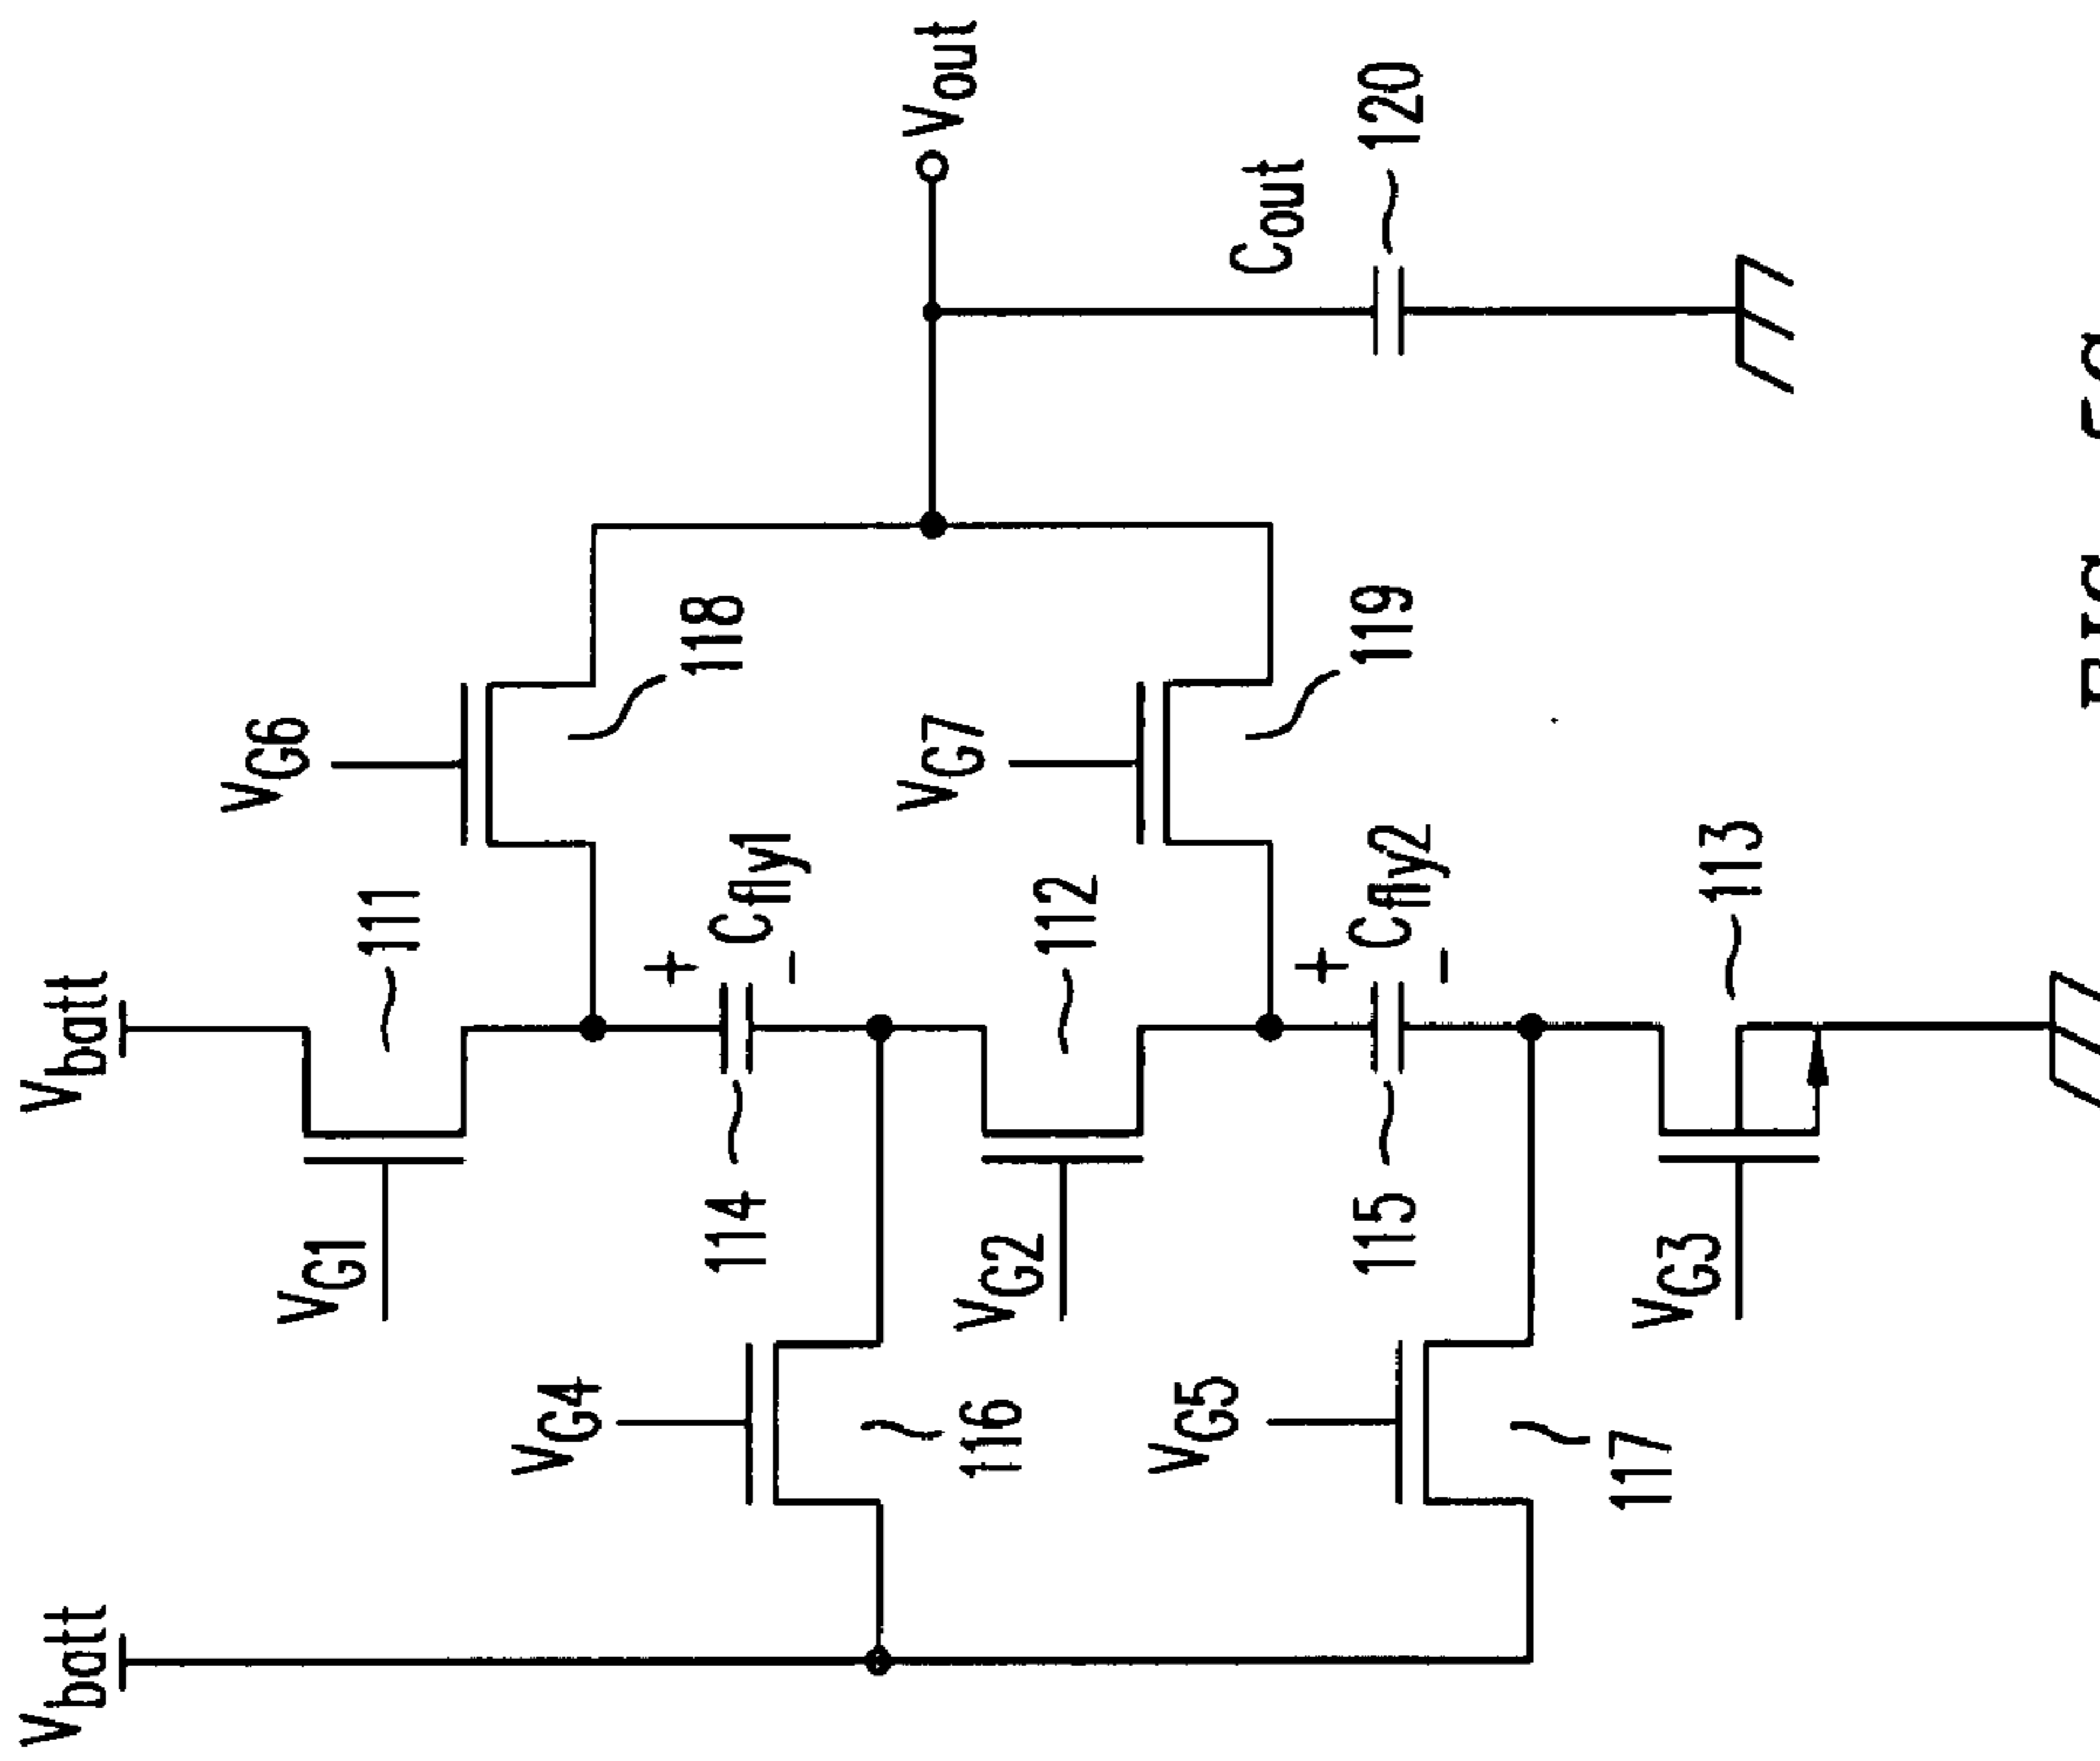 Vbatt
Vbatt
VG1
111
VG6
118
Vout
+
Cfly1
-
114
VG4
116
VG2
112
VG7
119
Cout
120
+
Cfly2
-
115
VG5
117
VG3
113